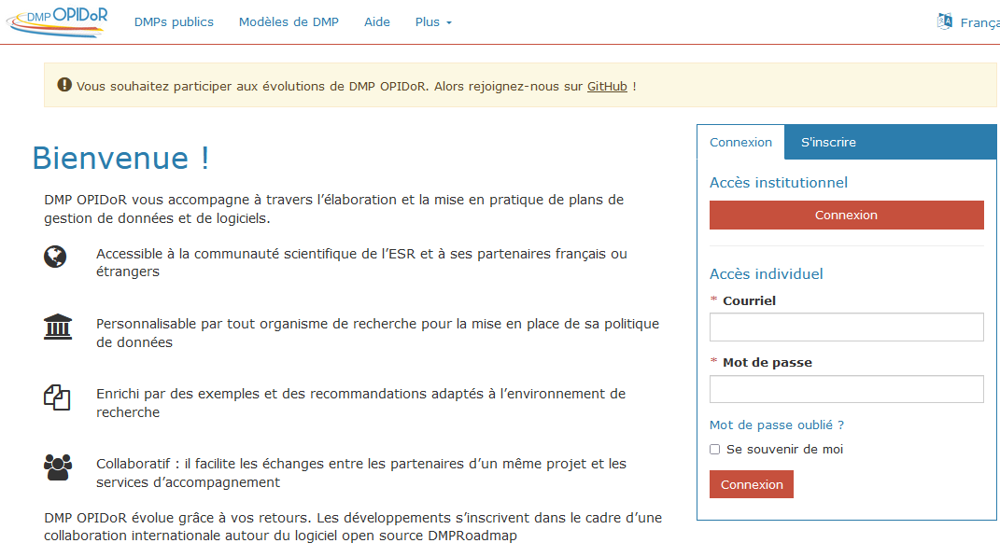 DMP OPIDoR
DMPs publics
Modèles de DMP
Aide
Plus
França
Vous souhaitez participer aux évolutions de DMP OPIDoR. Alors rejoignez-nous sur GitHub !
Bienvenue !
DMP OPIDoR vous accompagne à travers l’élaboration et la mise en pratique de plans de
gestion de données et de logiciels.
Accessible à la communauté scientifique de l’ESR et à ses partenaires français ou
étrangers
Personnalisable par tout organisme de recherche pour la mise en place de sa politique
de données
Enrichi par des exemples et des recommandations adaptés à l’environnement de
recherche
Collaboratif : il facilite les échanges entre les partenaires d’un même projet et les
services d’accompagnement
DMP OPIDoR évolue grâce à vos retours. Les développements s’inscrivent dans le cadre d’une
collaboration internationale autour du logiciel open source DMPRoadmap
Connexion
S'inscrire
Accès institutionnel
Connexion
Accès individuel
* Courriel
* Mot de passe
Mot de passe oublié ?
Se souvenir de moi
Connexion